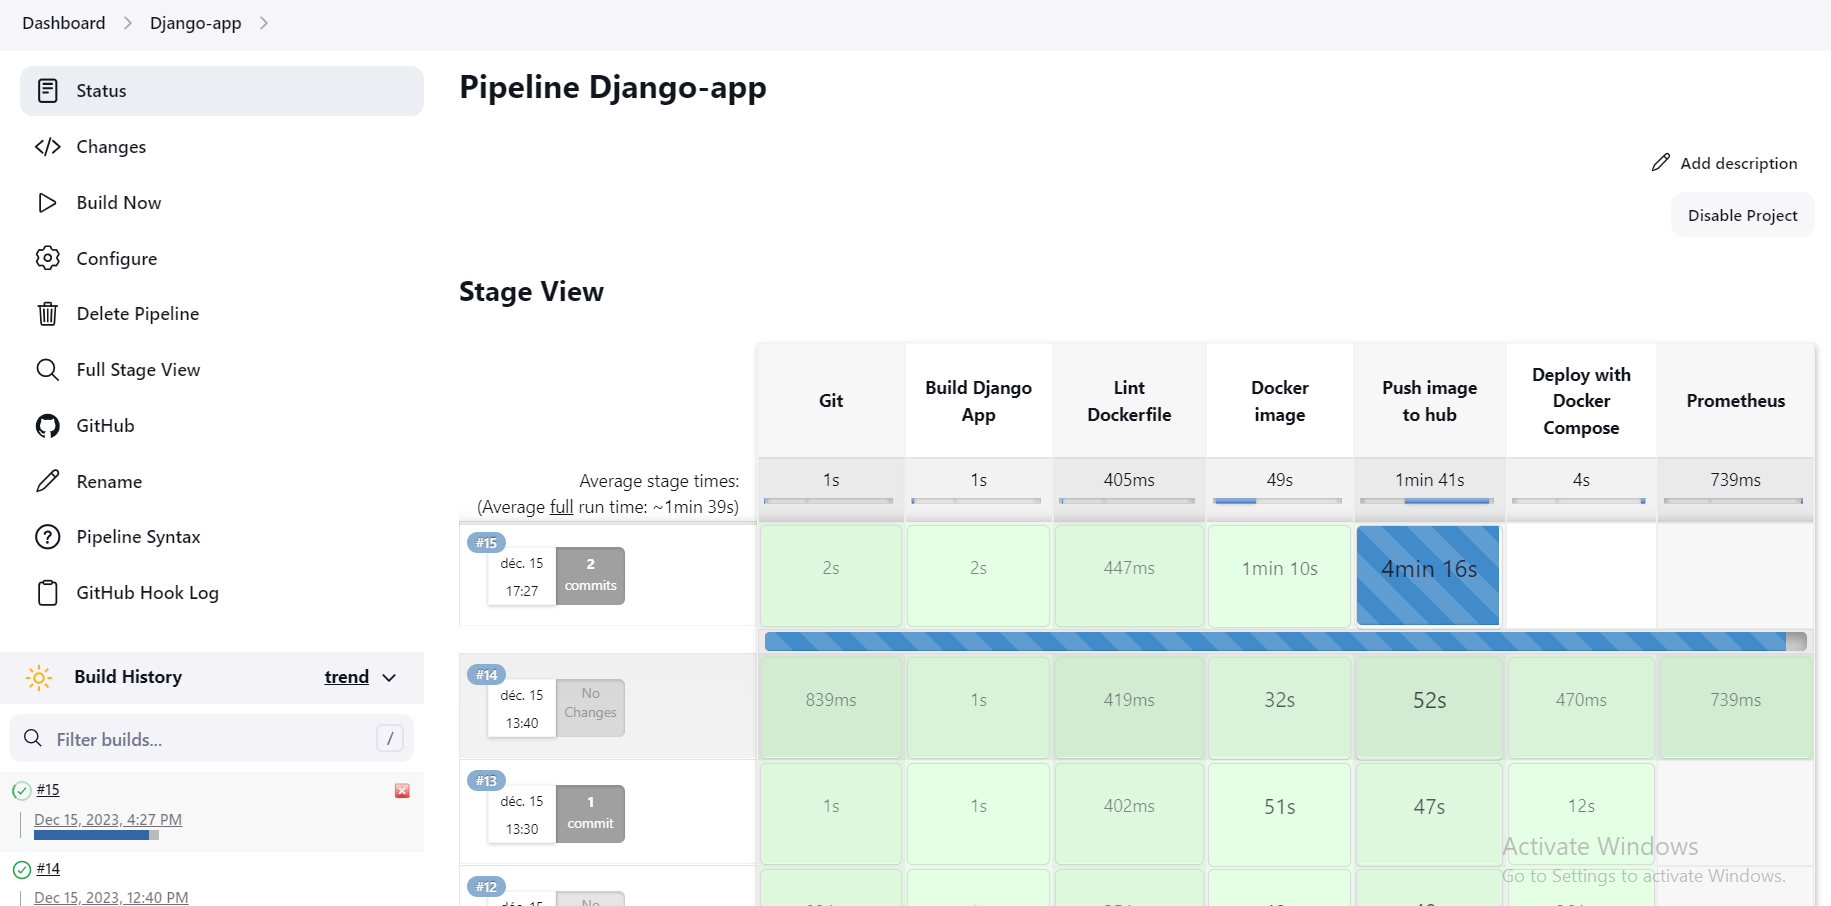 Dashboard > Django-app >
Status
Changes
Build Now
Configure
Delete Pipeline
Full Stage View
GitHub
Rename
Pipeline Syntax
GitHub Hook Log
Build History
trend
Filter builds...
/
#15
Dec 15, 2023, 4:27 PM
#14
Dec 15, 2023, 12:40 PM
Pipeline Django-app
Add description
Disable Project
Stage View
Git
Build Django
App
Lint
Dockerfile
Docker
image
Push image
to hub
Deploy with
Docker
Compose
Prometheus
Average stage times:
(Average full run time: ~1min 39s)
1s
1s
405ms
49s
1min 41s
4s
739ms
#15
déc. 15
17:27
2
commits
2s
2s
447ms
1min 10s
4min 16s
#14
déc. 15
13:40
No
Changes
839ms
1s
419ms
32s
52s
470ms
739ms
#13
déc. 15
13:30
1
commit
1s
1s
402ms
51s
47s
12s
#12
déc. 15
No
Activate Windows
Go to Settings to activate Windows.